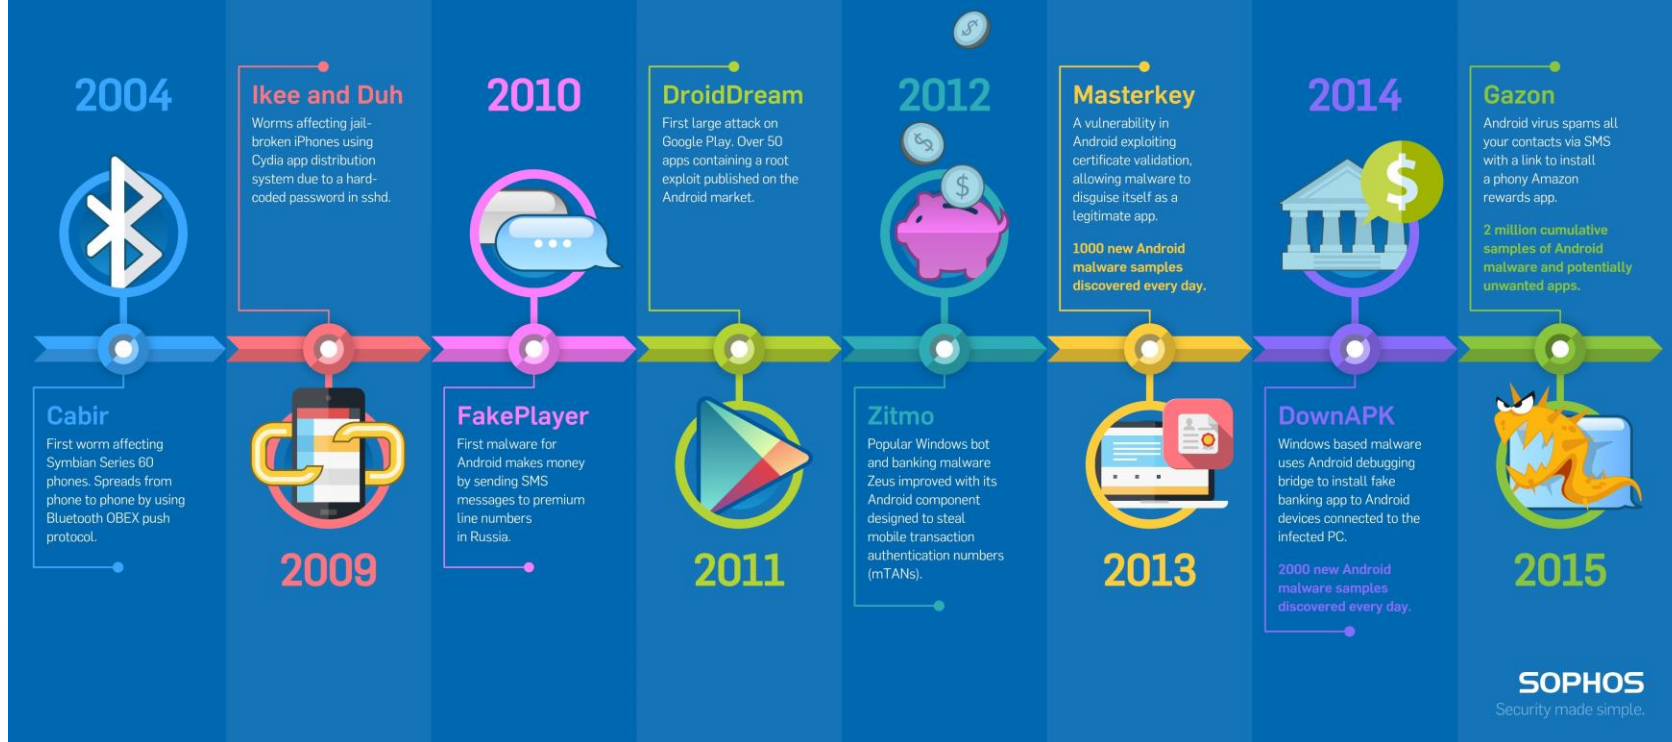 2004
Cabir
First worm affecting
Symbian Series 60
phones. Spreads from
phone to phone by using
Bluetooth OBEX push
protocol.
Ikee and Duh
Worms affecting jail-
broken iPhones using
Cydia app distribution
system due to a hard-
coded password in sshd.
2009
2010
FakePlayer
First malware for
Android makes money
by sending SMS
messages to premium
line numbers
in Russia.
DroidDream
First large attack on
Google Play. Over 50
apps containing a root
exploit published on the
Android market.
2011
2012
Zitmo
Popular Windows bot
and banking malware
Zeus improved with its
Android component
designed to steal
mobile transaction
authentication numbers
(mTANs).
Masterkey
A vulnerability in
Android exploiting
certificate validation,
allowing malware to
disguise itself as a
legitimate app.
1000 new Android
malware samples
discovered every day.
2013
2014
DownAPK
Windows based malware
uses Android debugging
bridge to install fake
banking app to Android
devices connected to the
infected PC.
2000 new Android
malware samples
discovered every day.
Gazon
Android virus spams all
your contacts via SMS
with a link to install
a phony Amazon
rewards app.
2 million cumulative
samples of Android
malware and potentially
unwanted apps.
2015
SOPHOS
Security made simple.